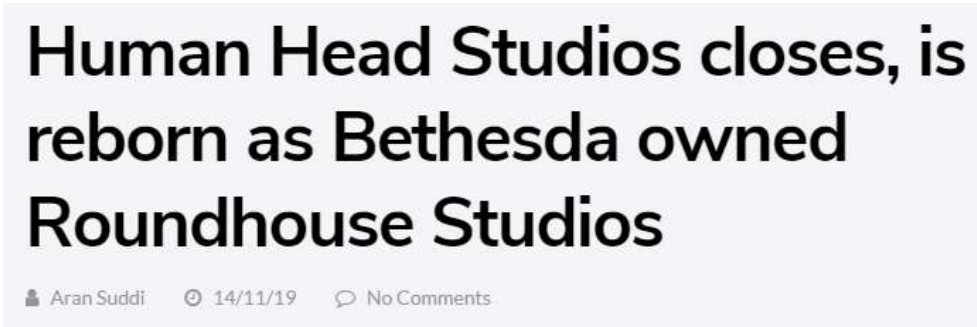 Human Head Studios closes, is
reborn as Bethesda owned
Roundhouse Studios
Aran Suddi 14/11/19 No Comments